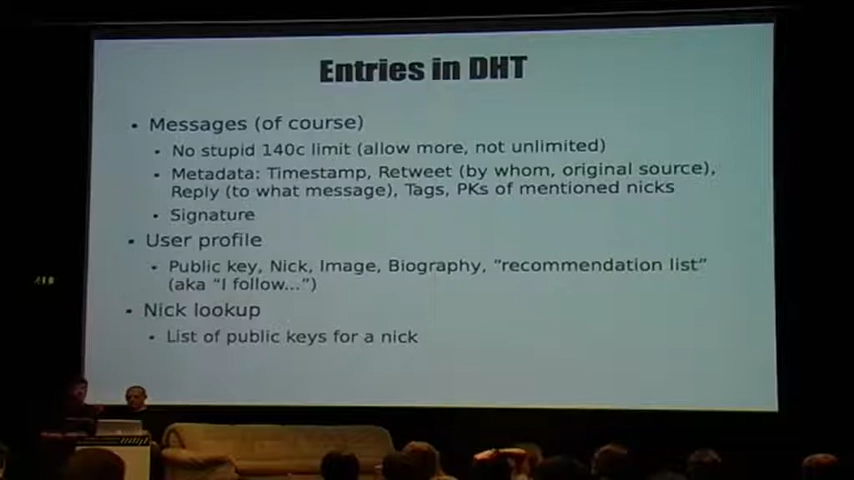 Entries in DHT
• Messages (of course)
• No stupid 140c limit (allow more, not unlimited)
• Metadata: Timestamp, Retweet (by whom, original source),
Reply (to what message), Tags, PKs of mentioned nicks
• Signature
• User profile
• Public key, Nick, Image, Biography, “recommendation list”
(aka “I follow...”)
• Nick lookup
• List of public keys for a nick